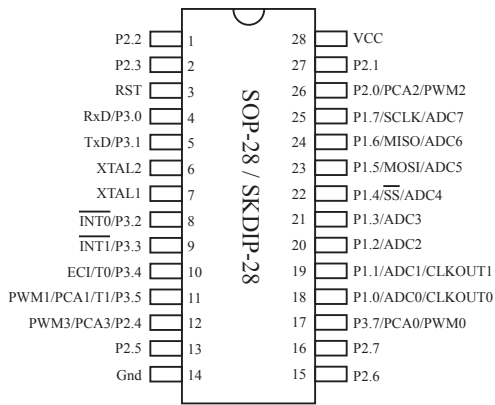 P2.2 1 28 VCC
P2.3 2 27 P2.1
RST 3 26 P2.0/PCA2/PWM2
RxD/P3.0 4 25 P1.7/SCLK/ADC7
TxD/P3.1 5 24 P1.6/MISO/ADC6
XTAL2 6 23 P1.5/MOSI/ADC5
XTAL1 7 22 P1.4/S̅S̅/ADC4
I̅N̅T̅0̅/P3.2 8 21 P1.3/ADC3
I̅N̅T̅1̅/P3.3 9 20 P1.2/ADC2
ECI/T0/P3.4 10 19 P1.1/ADC1/CLKOUT1
PWM1/PCA1/T1/P3.5 11 18 P1.0/ADC0/CLKOUT0
PWM3/PCA3/P2.4 12 17 P3.7/PCA0/PWM0
P2.5 13 16 P2.7
Gnd 14 15 P2.6
SOP-28 / SKDIP-28